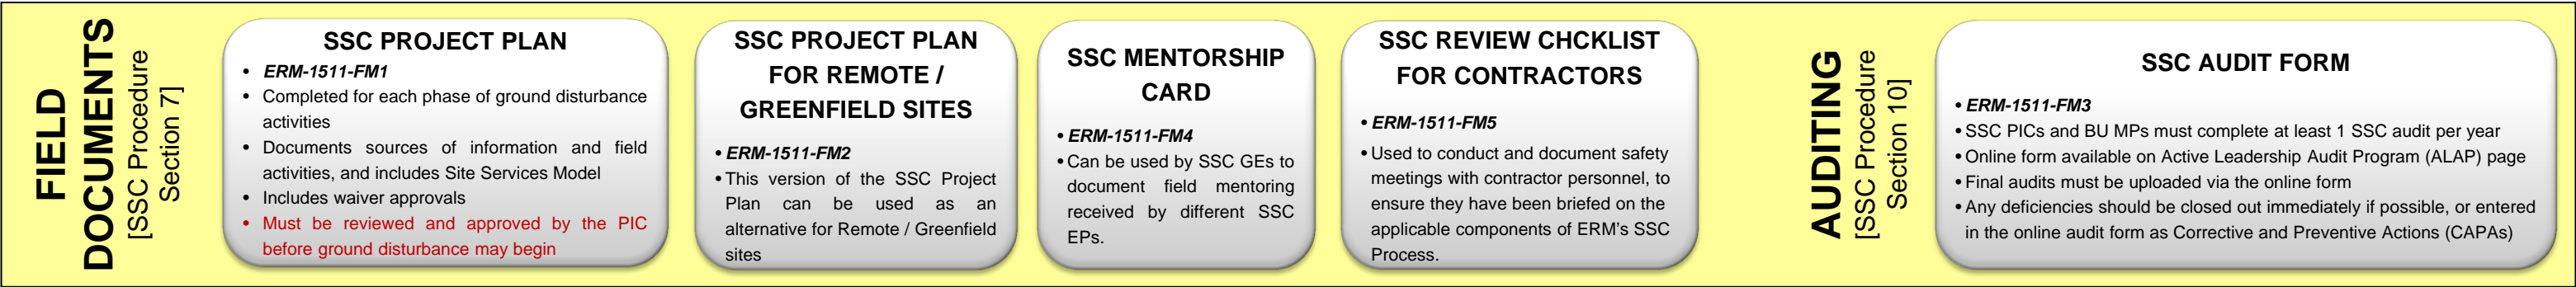 FIELD
DOCUMENTS
[SSC Procedure
Section 7]
SSC PROJECT PLAN
• ERM-1511-FM1
• Completed for each phase of ground disturbance
activities
• Documents sources of information and field
activities, and includes Site Services Model
• Includes waiver approvals
• Must be reviewed and approved by the PIC
before ground disturbance may begin
SSC PROJECT PLAN
FOR REMOTE /
GREENFIELD SITES
• ERM-1511-FM2
• This version of the SSC Project
Plan can be used as an
alternative for Remote / Greenfield
sites
SSC MENTORSHIP
CARD
• ERM-1511-FM4
• Can be used by SSC GEs to
document field mentoring
received by different SSC
EPs.
SSC REVIEW CHCKLIST
FOR CONTRACTORS
• ERM-1511-FM5
• Used to conduct and document safety
meetings with contractor personnel, to
ensure they have been briefed on the
applicable components of ERM's SSC
Process.
AUDITING
[SSC Procedure
Section 10]
SSC AUDIT FORM
• ERM-1511-FM3
• SSC PICs and BU MPs must complete at least 1 SSC audit per year
• Online form available on Active Leadership Audit Program (ALAP) page
• Final audits must be uploaded via the online form
• Any deficiencies should be closed out immediately if possible, or entered
in the online audit form as Corrective and Preventive Actions (CAPAs)